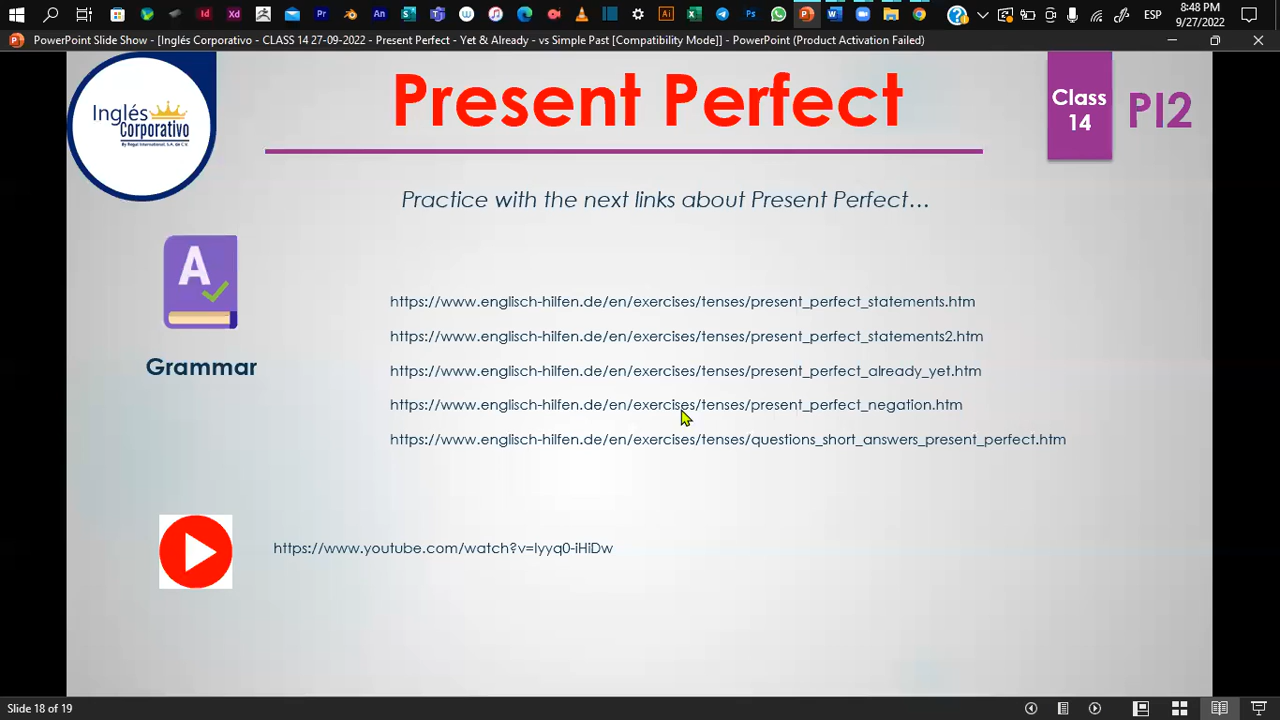 8:48 PM
ESP
9/27/2022
PowerPoint Slide Show - [Inglés Corporativo - CLASS 14 27-09-2022 - Present Perfect - Yet & Already - vs Simple Past [Compatibility Mode]] - PowerPoint (Product Activation Failed)
Inglés
Corporativo
By Regal International, S.A. de C.V.
Present Perfect
Class
14
PI2
Practice with the next links about Present Perfect…
A
Grammar
https://www.englisch-hilfen.de/en/exercises/tenses/present_perfect_statements.htm
https://www.englisch-hilfen.de/en/exercises/tenses/present_perfect_statements2.htm
https://www.englisch-hilfen.de/en/exercises/tenses/present_perfect_already_yet.htm
https://www.englisch-hilfen.de/en/exercises/tenses/present_perfect_negation.htm
https://www.englisch-hilfen.de/en/exercises/tenses/questions_short_answers_present_perfect.htm
https://www.youtube.com/watch?v=Iyyq0-iHiDw
Slide 18 of 19